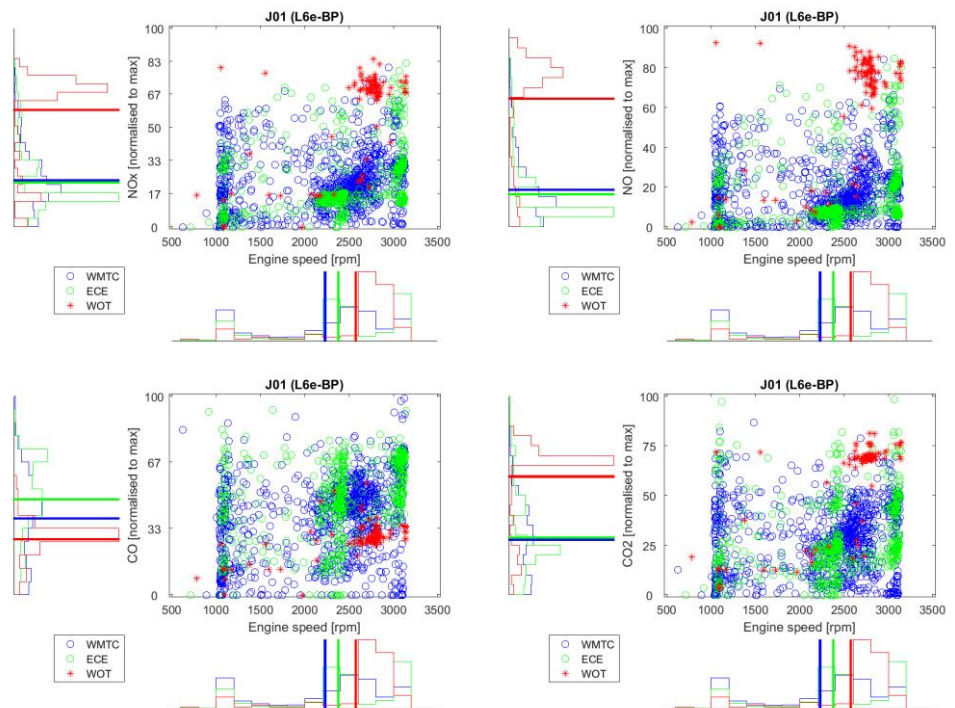 J01 (L6e-BP)
100
83
67
50
33
17
0
NOx [normalised to max]
500 1000 1500 2000 2500 3000 3500
Engine speed [rpm]
WMTC
ECE
WOT
J01 (L6e-BP)
100
80
60
40
20
0
NO [normalised to max]
500 1000 1500 2000 2500 3000 3500
Engine speed [rpm]
WMTC
ECE
WOT
J01 (L6e-BP)
100
67
33
0
CO [normalised to max]
500 1000 1500 2000 2500 3000 3500
Engine speed [rpm]
WMTC
ECE
WOT
J01 (L6e-BP)
100
75
50
25
0
CO2 [normalised to max]
500 1000 1500 2000 2500 3000 3500
Engine speed [rpm]
WMTC
ECE
WOT